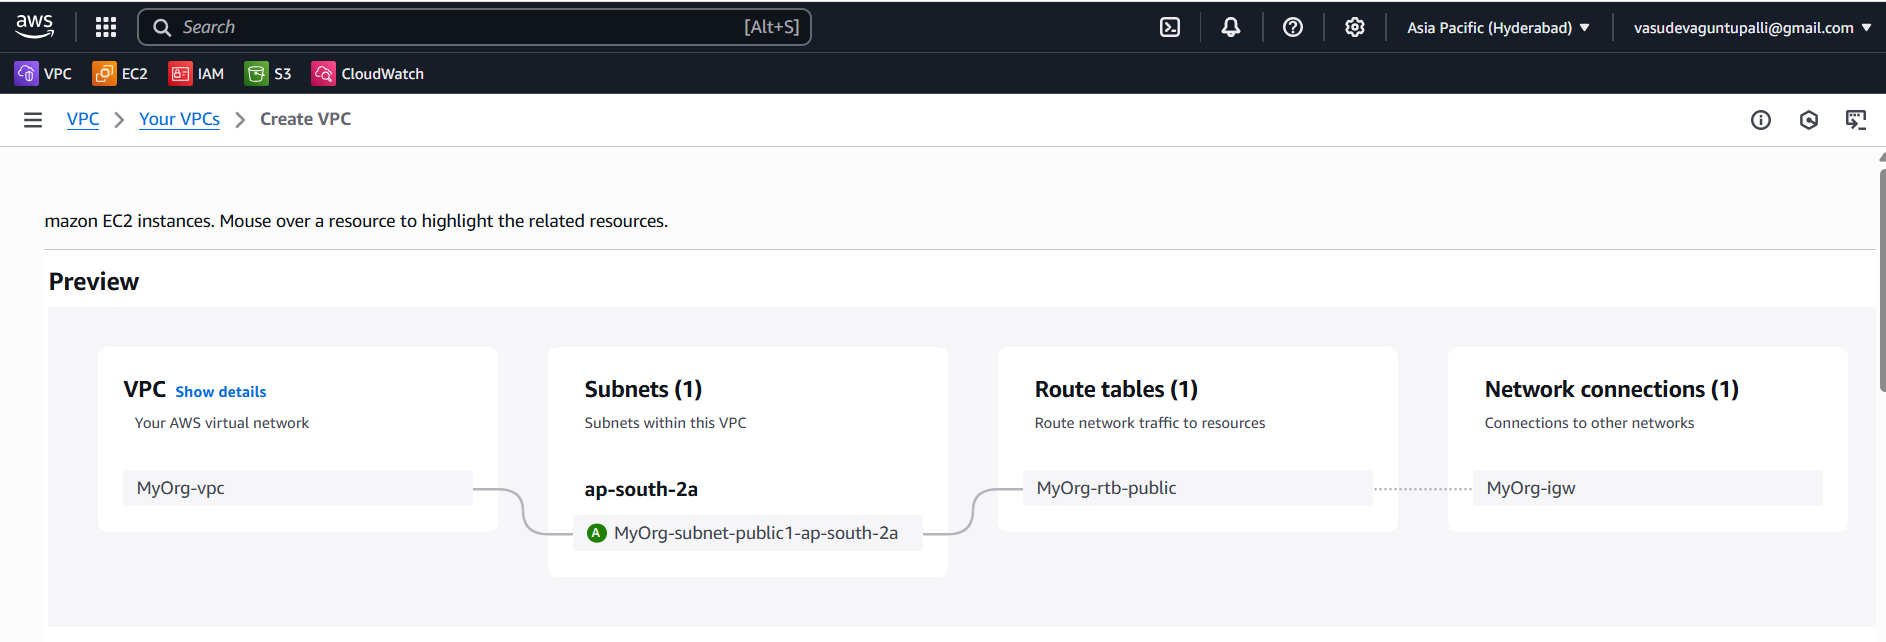 aws
Search [Alt+S]
Asia Pacific (Hyderabad)
vasudevaguntupalli@gmail.com
VPC EC2 IAM S3 CloudWatch
VPC Your VPCs Create VPC
mazon EC2 instances. Mouse over a resource to highlight the related resources.
Preview
VPC Show details
Your AWS virtual network
MyOrg-vpc
Subnets (1)
Subnets within this VPC
ap-south-2a
A MyOrg-subnet-public1-ap-south-2a
Route tables (1)
Route network traffic to resources
MyOrg-rtb-public
Network connections (1)
Connections to other networks
MyOrg-igw